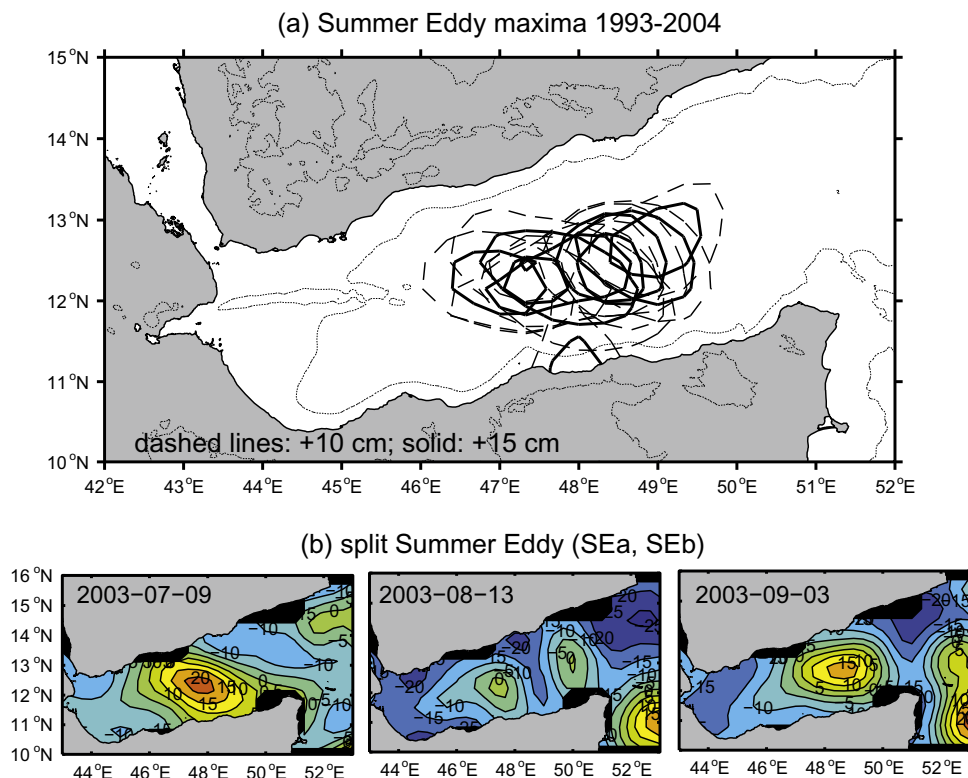 (a) Summer Eddy maxima 1993-2004
15°N
14°N
13°N
12°N
11°N
10°N
dashed lines: +10 cm; solid: +15 cm
42°E 43°E 44°E 45°E 46°E 47°E 48°E 49°E 50°E 51°E 52°E
(b) split Summer Eddy (SEa, SEb)
16°N
15°N
14°N
13°N
12°N
11°N
10°N
2003−07−09
2003−08−13
2003−09−03
44°E 46°E 48°E 50°E 52°E
44°E 46°E 48°E 50°E 52°E
44°E 46°E 48°E 50°E 52°E